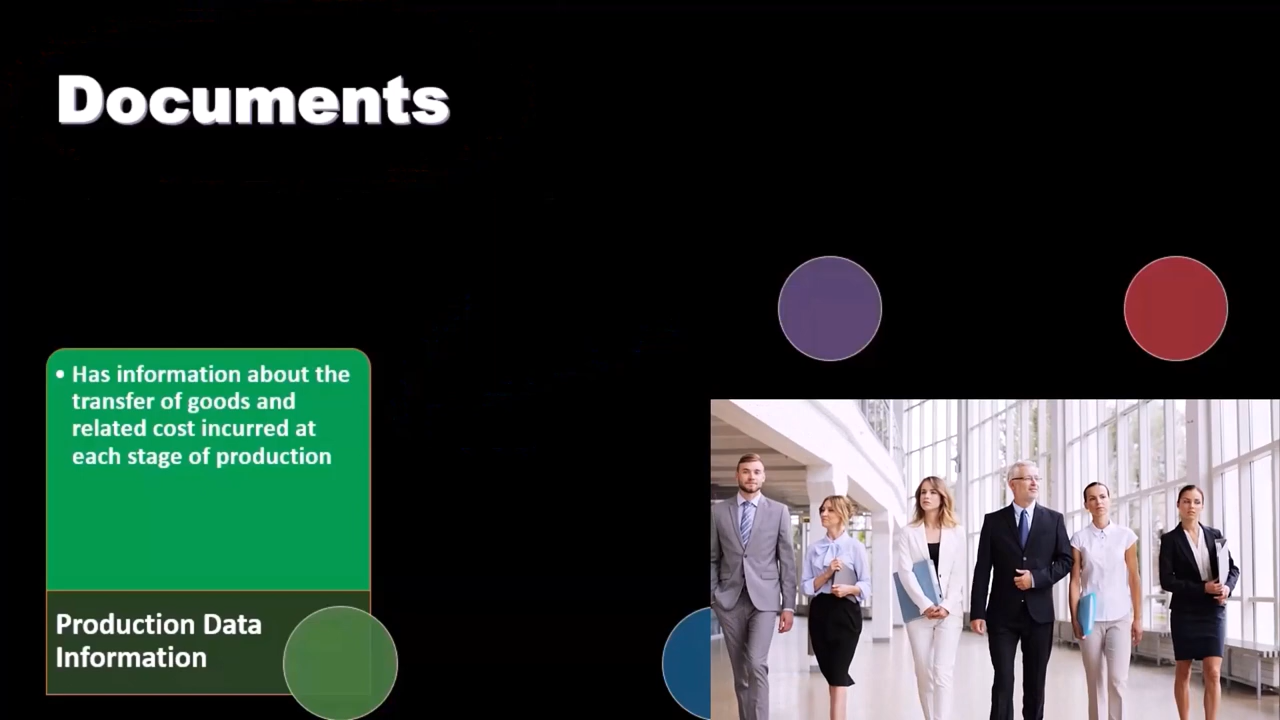 Documents
• Has information about the
transfer of goods and
related cost incurred at
each stage of production
Production Data
Information